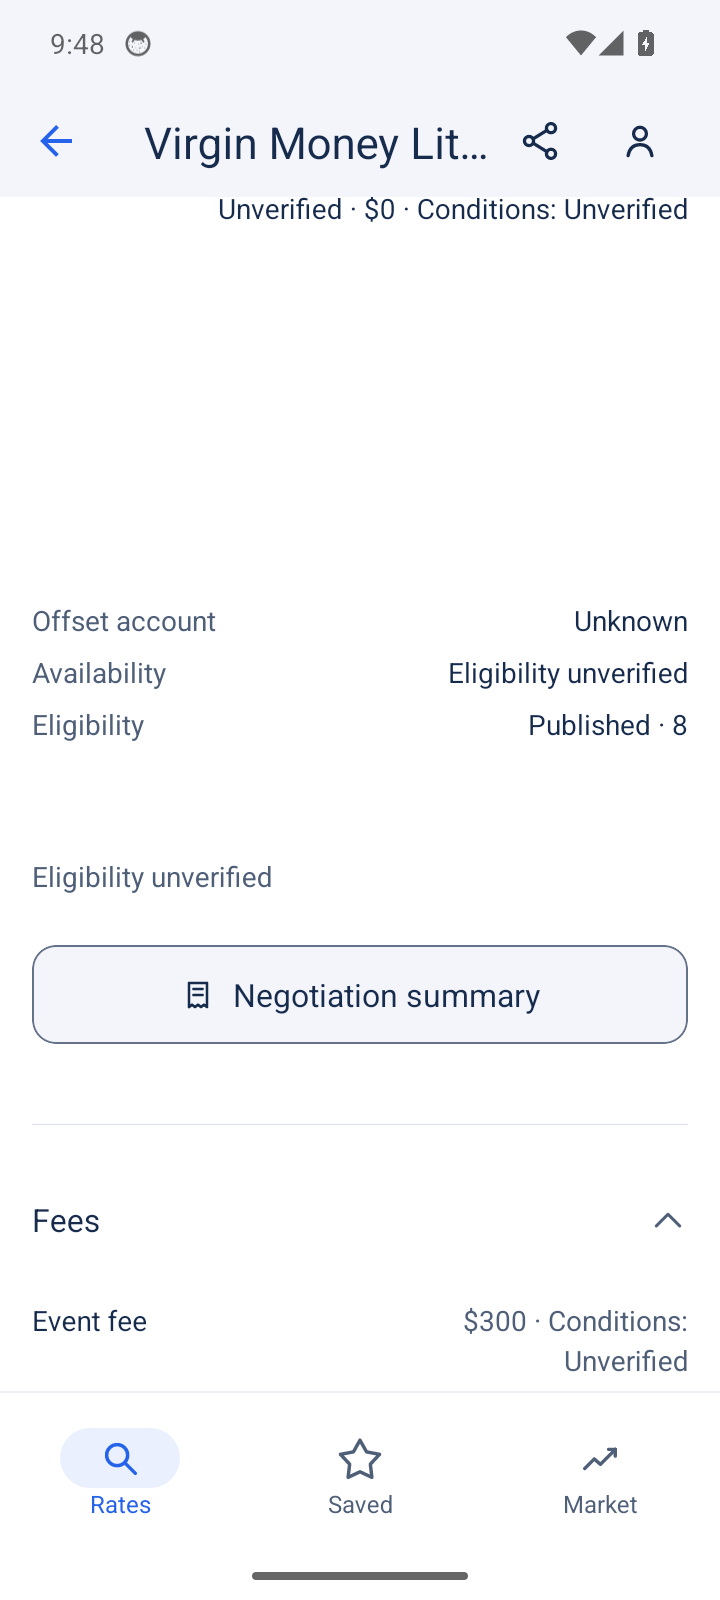 9:48
Virgin Money Lit...
Unverified · $0 · Conditions: Unverified
Offset account Unknown
Availability Eligibility unverified
Eligibility Published · 8
Eligibility unverified
Negotiation summary
Fees
Event fee $300 · Conditions:
Unverified
Rates Saved Market